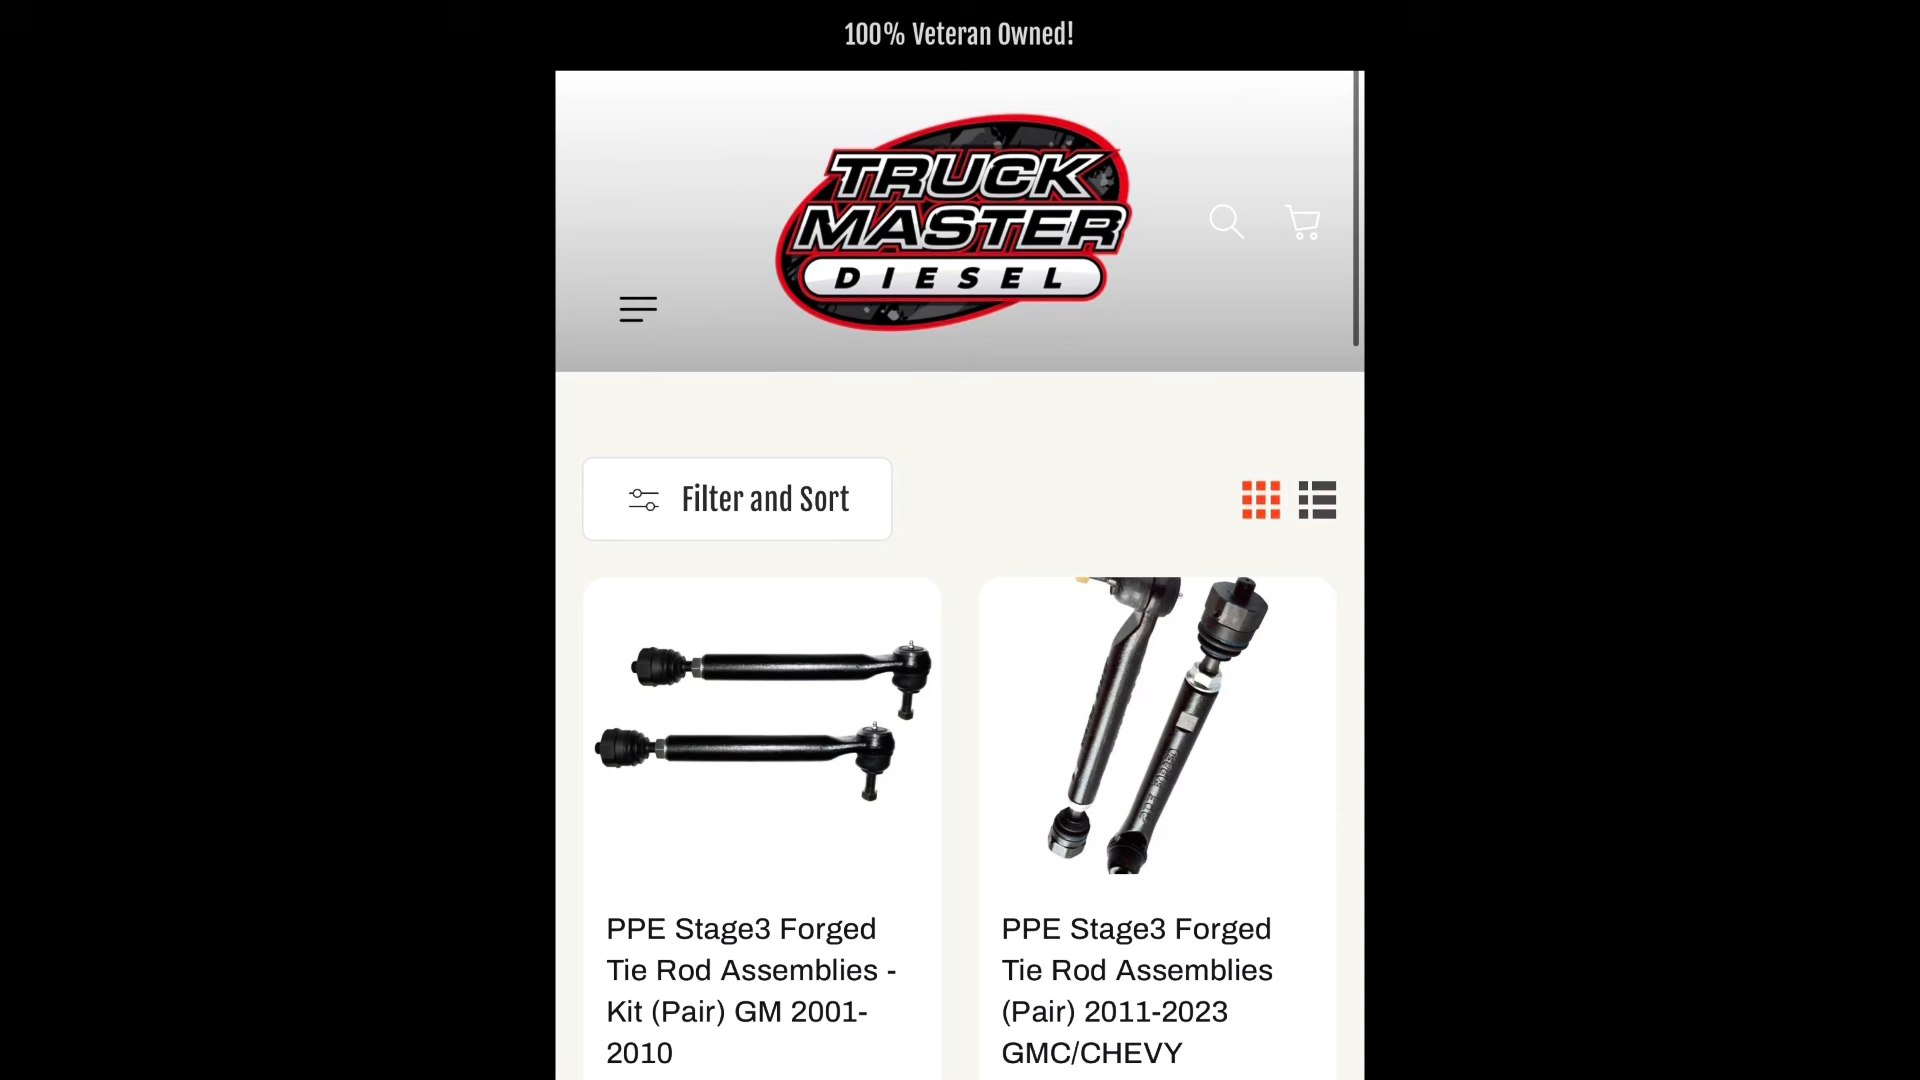 100% Veteran Owned!
TRUCK
MASTER
DIESEL
Filter and Sort
PPE Stage3 Forged
Tie Rod Assemblies -
Kit (Pair) GM 2001-
2010
PPE Stage3 Forged
Tie Rod Assemblies
(Pair) 2011-2023
GMC/CHEVY